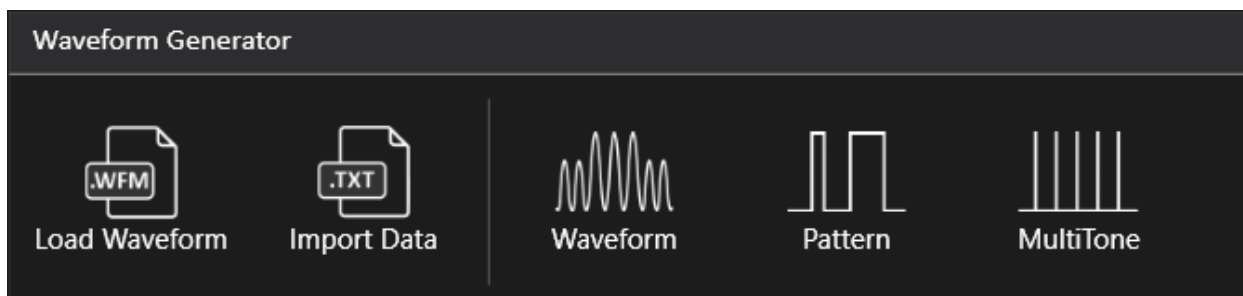 Waveform Generator
.WFM
.TXT
Load Waveform
Import Data
Waveform
Pattern
MultiTone